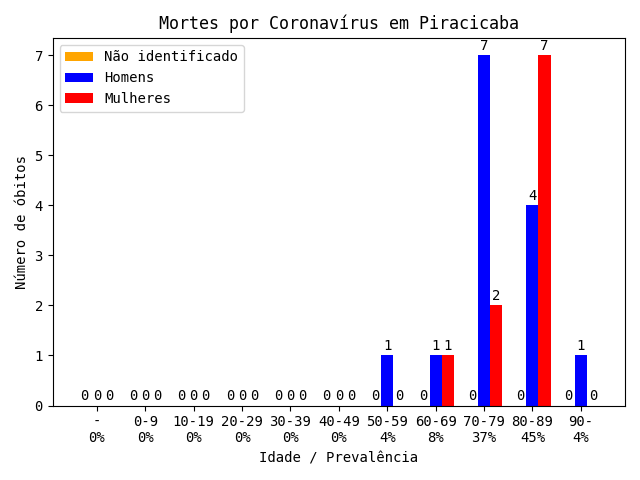 Mortes por Coronavírus em Piracicaba
Não identificado
Homens
Mulheres
Número de óbitos
7
6
5
4
3
2
1
0
0 0 0 0 0 0 0 0 0 0 0 0 0 0 0 0 0 0 0 1 0 0 1 1 0 7 2 0 4 7 0 1 0
- 0-9 10-19 20-29 30-39 40-49 50-59 60-69 70-79 80-89 90-
0% 0% 0% 0% 0% 0% 4% 8% 37% 45% 4%
Idade / Prevalência